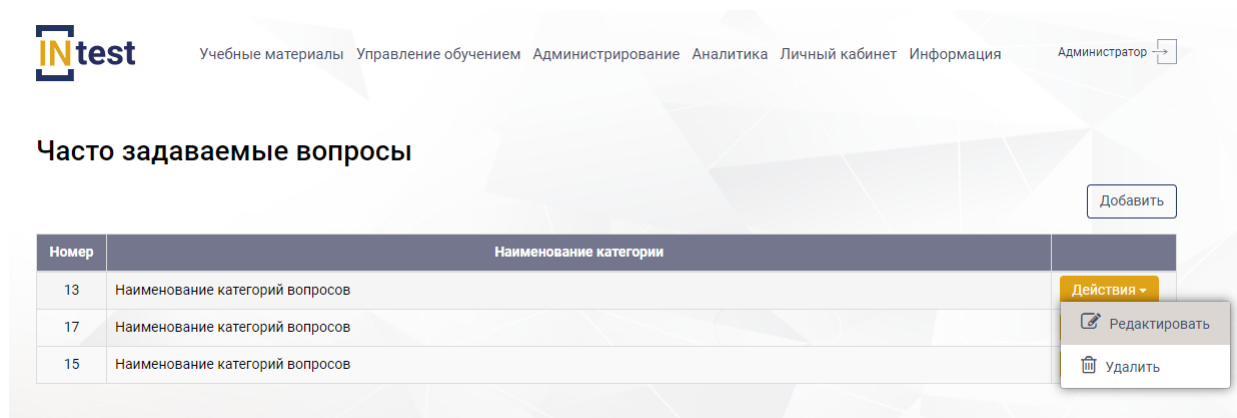 INtest
Учебные материалы Управление обучением Администрирование Аналитика Личный кабинет Информация Администратор
Часто задаваемые вопросы
Добавить
Номер Наименование категории
13 Наименование категорий вопросов Действия
Редактировать
17 Наименование категорий вопросов
Удалить
15 Наименование категорий вопросов